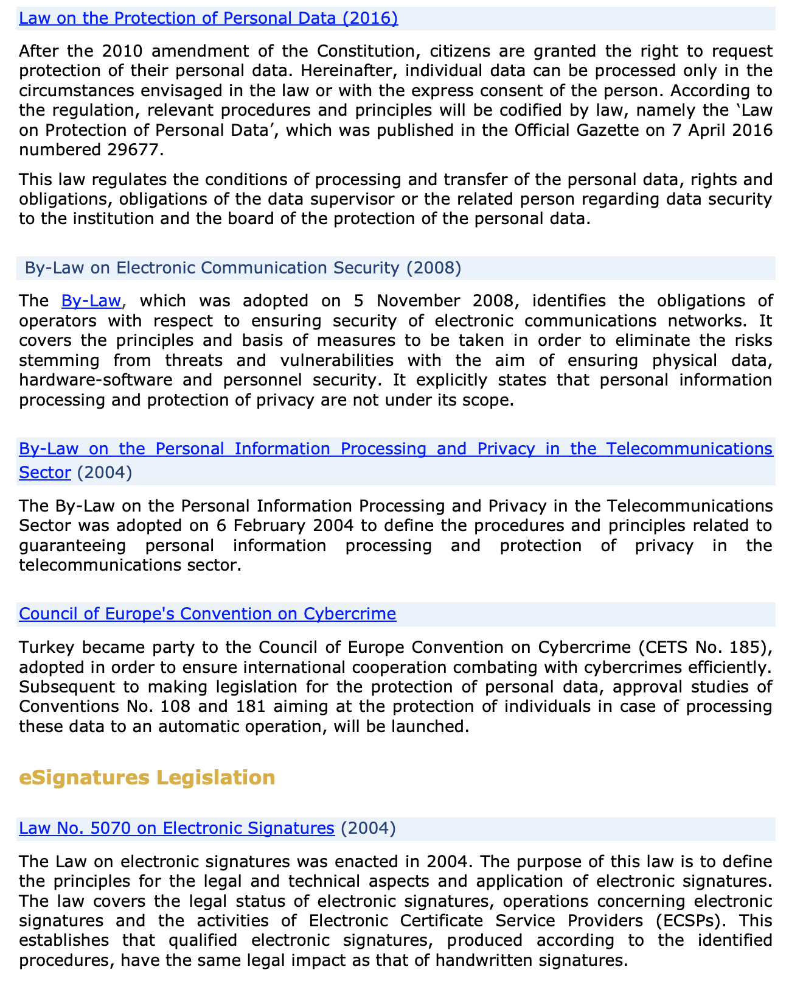 Law on the Protection of Personal Data (2016)
After the 2010 amendment of the Constitution, citizens are granted the right to request
protection of their personal data. Hereinafter, individual data can be processed only in the
circumstances envisaged in the law or with the express consent of the person. According to
the regulation, relevant procedures and principles will be codified by law, namely the ‘Law
on Protection of Personal Data’, which was published in the Official Gazette on 7 April 2016
numbered 29677.
This law regulates the conditions of processing and transfer of the personal data, rights and
obligations, obligations of the data supervisor or the related person regarding data security
to the institution and the board of the protection of the personal data.
By-Law on Electronic Communication Security (2008)
The By-Law, which was adopted on 5 November 2008, identifies the obligations of
operators with respect to ensuring security of electronic communications networks. It
covers the principles and basis of measures to be taken in order to eliminate the risks
stemming from threats and vulnerabilities with the aim of ensuring physical data,
hardware-software and personnel security. It explicitly states that personal information
processing and protection of privacy are not under its scope.
By-Law on the Personal Information Processing and Privacy in the Telecommunications
Sector (2004)
The By-Law on the Personal Information Processing and Privacy in the Telecommunications
Sector was adopted on 6 February 2004 to define the procedures and principles related to
guaranteeing personal information processing and protection of privacy in the
telecommunications sector.
Council of Europe's Convention on Cybercrime
Turkey became party to the Council of Europe Convention on Cybercrime (CETS No. 185),
adopted in order to ensure international cooperation combating with cybercrimes efficiently.
Subsequent to making legislation for the protection of personal data, approval studies of
Conventions No. 108 and 181 aiming at the protection of individuals in case of processing
these data to an automatic operation, will be launched.
eSignatures Legislation
Law No. 5070 on Electronic Signatures (2004)
The Law on electronic signatures was enacted in 2004. The purpose of this law is to define
the principles for the legal and technical aspects and application of electronic signatures.
The law covers the legal status of electronic signatures, operations concerning electronic
signatures and the activities of Electronic Certificate Service Providers (ECSPs). This
establishes that qualified electronic signatures, produced according to the identified
procedures, have the same legal impact as that of handwritten signatures.